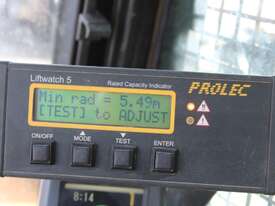 Liftwatch 5
Rated Capacity Indicator
PROLEC
Min rad = 5.49m
[TEST] to ADJUST
ON/OFF
MODE
TEST
ENTER
8:14